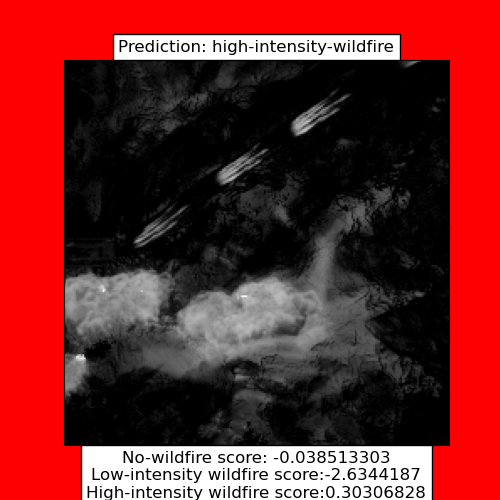 Prediction: high-intensity-wildfire
No-wildfire score: -0.038513303
Low-intensity wildfire score:-2.6344187
High-intensity wildfire score:0.30306828